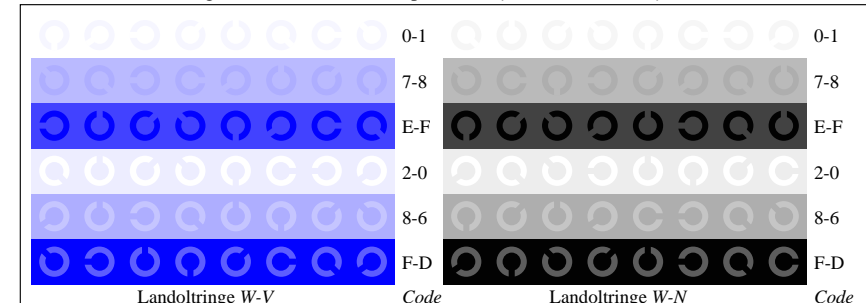 0-1 0-1
7-8 7-8
E-F E-F
2-0 2-0
8-6 8-6
F-D F-D
Landoltringe W-V Code Landoltringe W-N Code